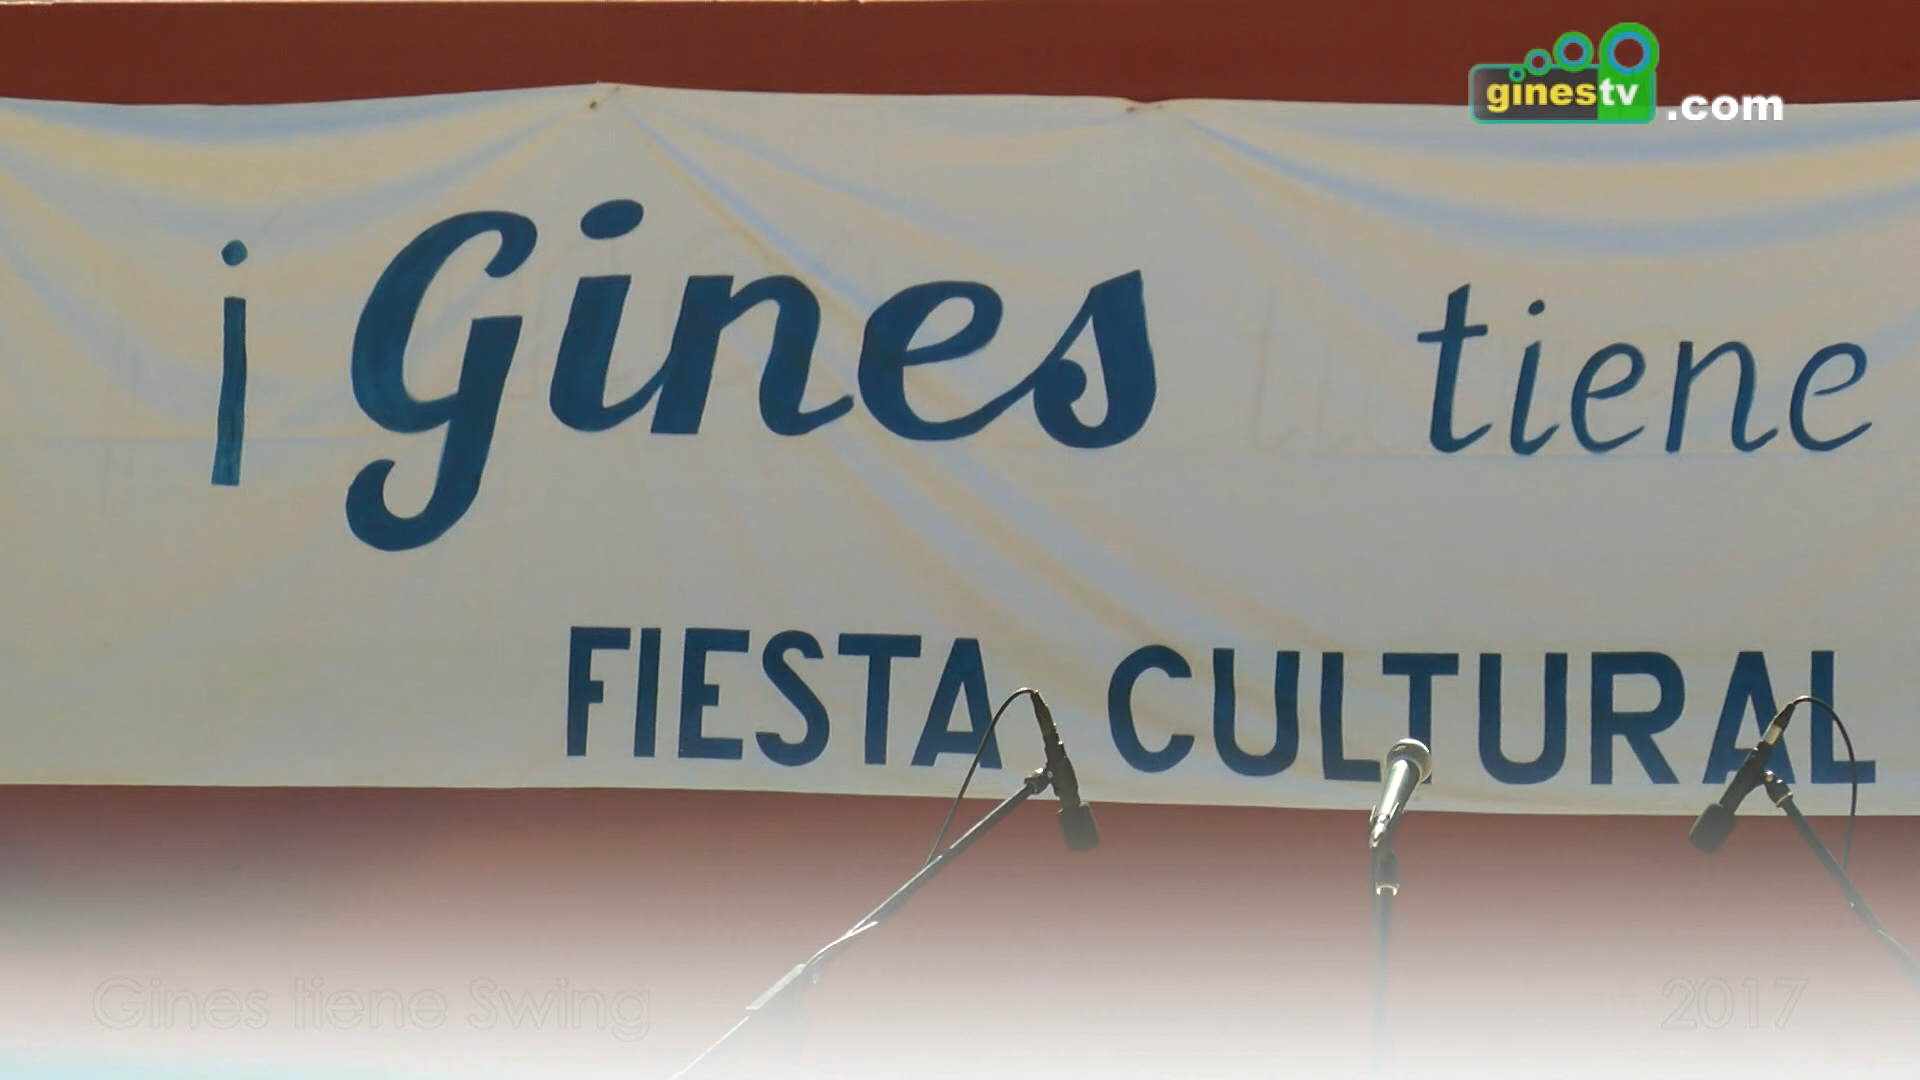 ginestv.com
¡Gines tiene
FIESTA CULTURAL
Gines tiene Swing
2017